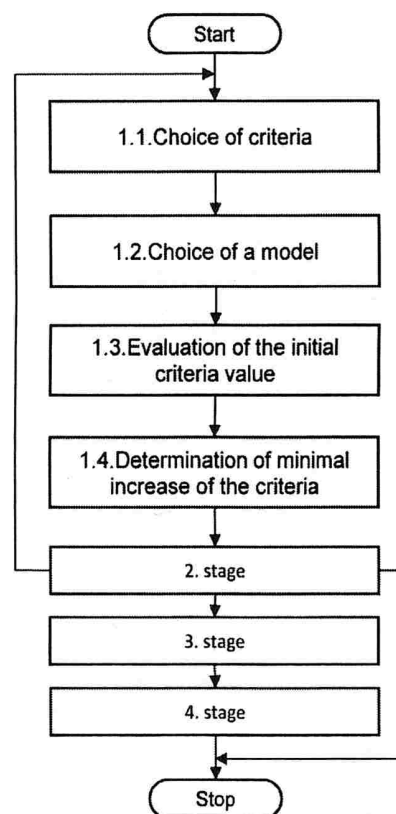 Start
1.1.Choice of criteria
1.2.Choice of a model
1.3.Evaluation of the initial
criteria value
1.4.Determination of minimal
increase of the criteria
2. stage
3. stage
4. stage
Stop